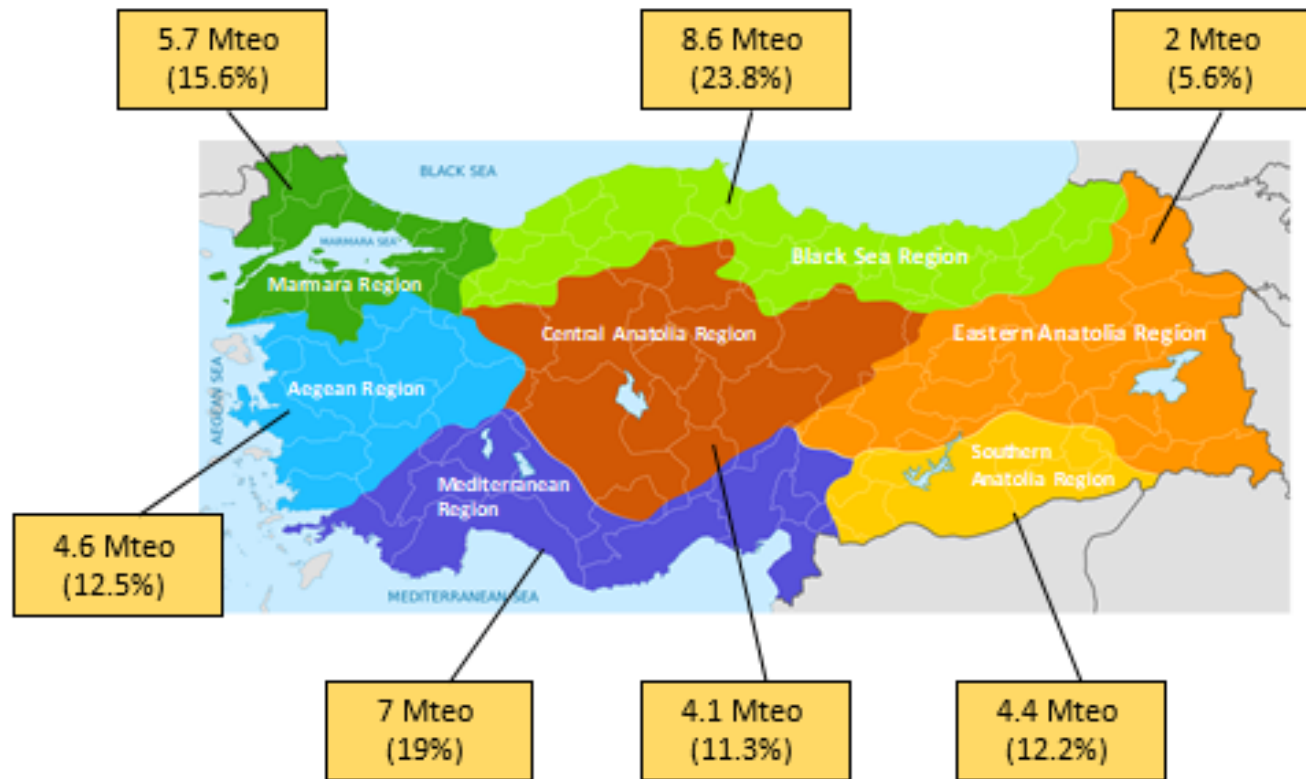 5.7 Mteo
(15.6%)
8.6 Mteo
(23.8%)
2 Mteo
(5.6%)
BLACK SEA
MARMARA SEA
Marmara Region
Black Sea Region
Central Anatolia Region
Eastern Anatolia Region
AEGEAN SEA
Aegean Region
Mediterranean
Region
Southern
Anatolia Region
4.6 Mteo
(12.5%)
MEDITERRANEAN SEA
7 Mteo
(19%)
4.1 Mteo
(11.3%)
4.4 Mteo
(12.2%)